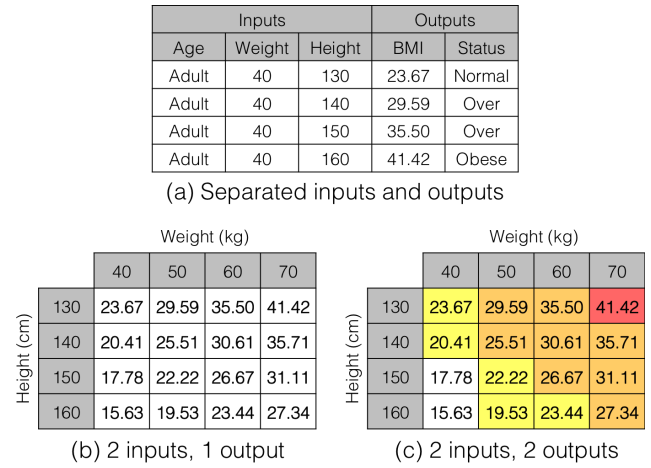 Inputs Outputs
Age Weight Height BMI Status
Adult 40 130 23.67 Normal
Adult 40 140 29.59 Over
Adult 40 150 35.50 Over
Adult 40 160 41.42 Obese
(a) Separated inputs and outputs
Weight (kg)
40 50 60 70
Height (cm)
130 23.67 29.59 35.50 41.42
140 20.41 25.51 30.61 35.71
150 17.78 22.22 26.67 31.11
160 15.63 19.53 23.44 27.34
(b) 2 inputs, 1 output
Weight (kg)
40 50 60 70
Height (cm)
130 23.67 29.59 35.50 41.42
140 20.41 25.51 30.61 35.71
150 17.78 22.22 26.67 31.11
160 15.63 19.53 23.44 27.34
(c) 2 inputs, 2 outputs